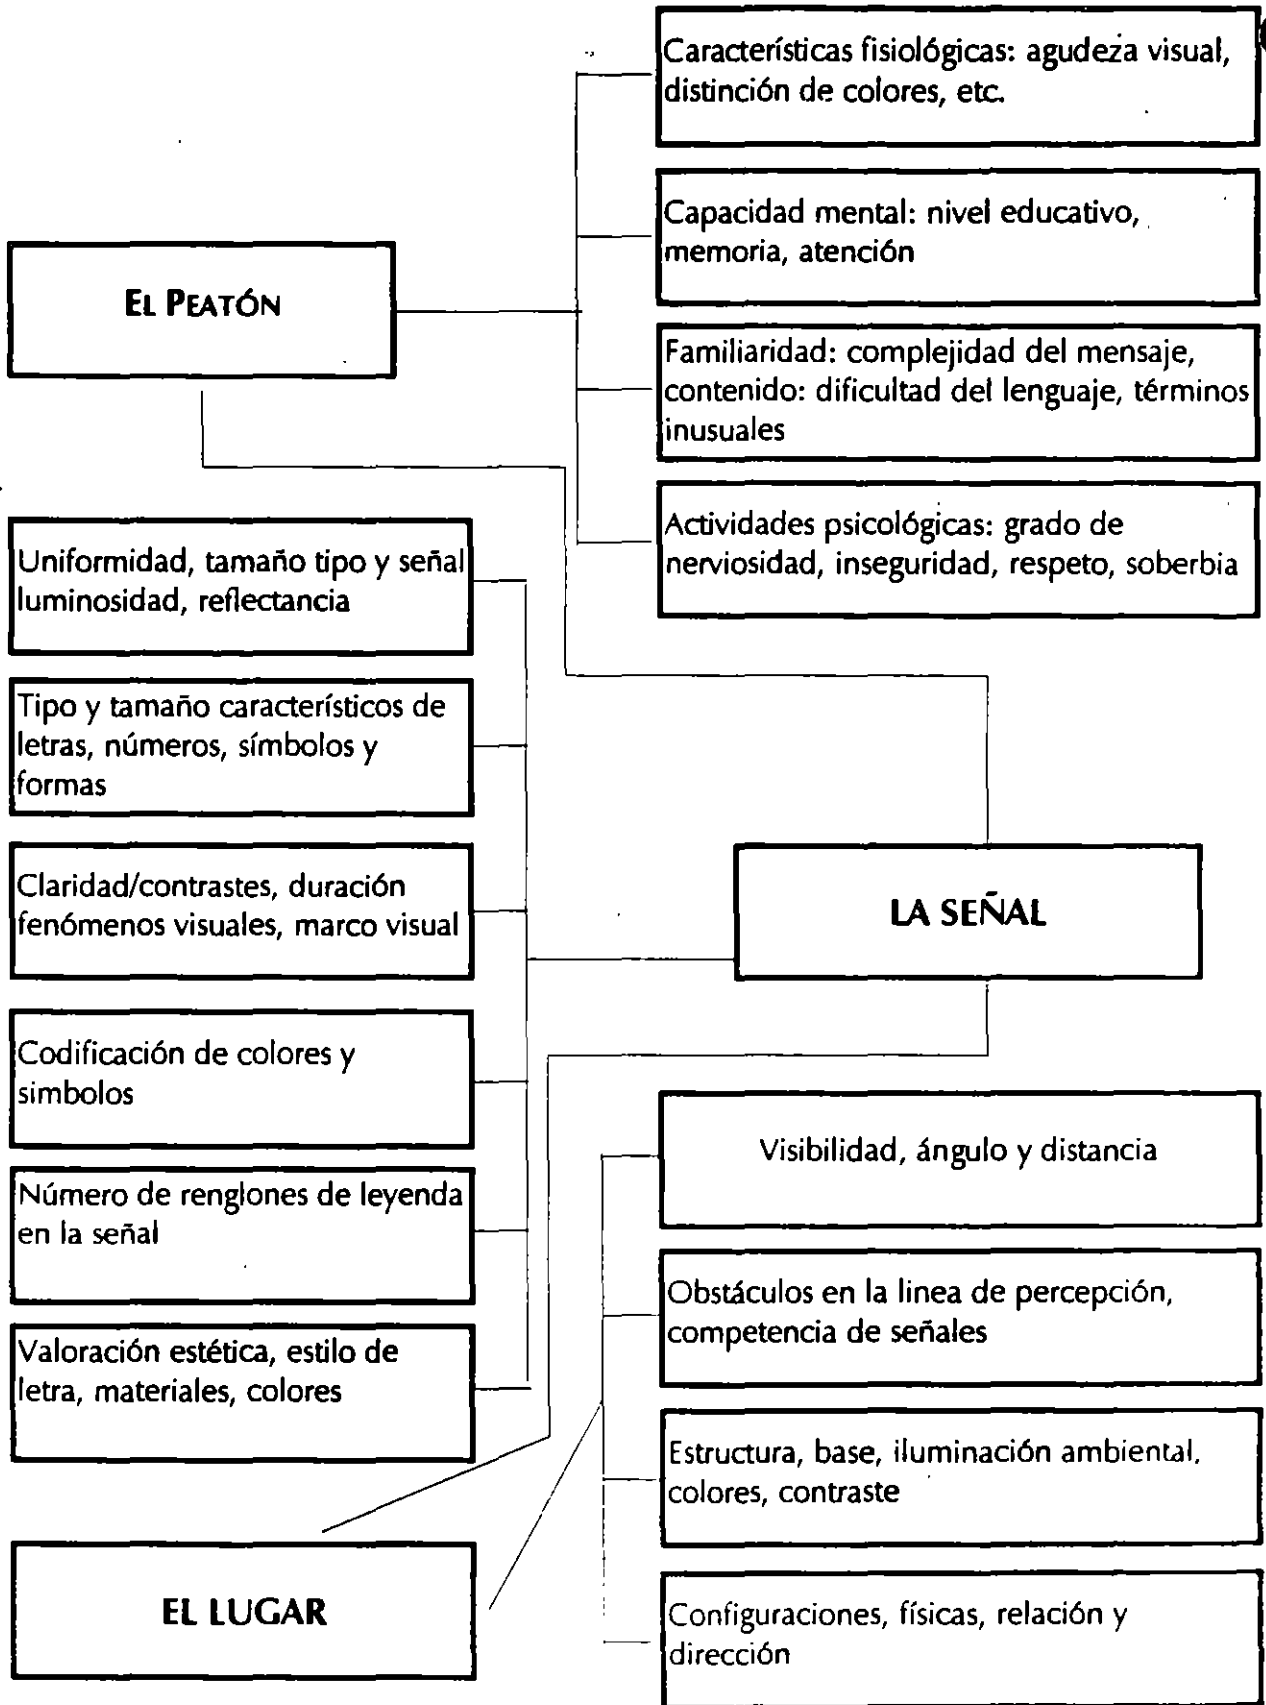 Características fisiológicas: agudeza visual,
distinción de colores, etc.
Capacidad mental: nivel educativo,
memoria, atención
EL PEATÓN
Familiaridad: complejidad del mensaje,
contenido: dificultad del lenguaje, términos
inusuales
Actividades psicológicas: grado de
nerviosidad, inseguridad, respeto, soberbia
Uniformidad, tamaño tipo y señal
luminosidad, reflectancia
Tipo y tamaño característicos de
letras, números, símbolos y
formas
Claridad/contrastes, duración
fenómenos visuales, marco visual
LA SEÑAL
Codificación de colores y
simbolos
Número de renglones de leyenda
en la señal
Valoración estética, estilo de
letra, materiales, colores
Visibilidad, ángulo y distancia
Obstáculos en la linea de percepción,
competencia de señales
Estructura, base, iluminación ambiental,
colores, contraste
EL LUGAR
Configuraciones, físicas, relación y
dirección